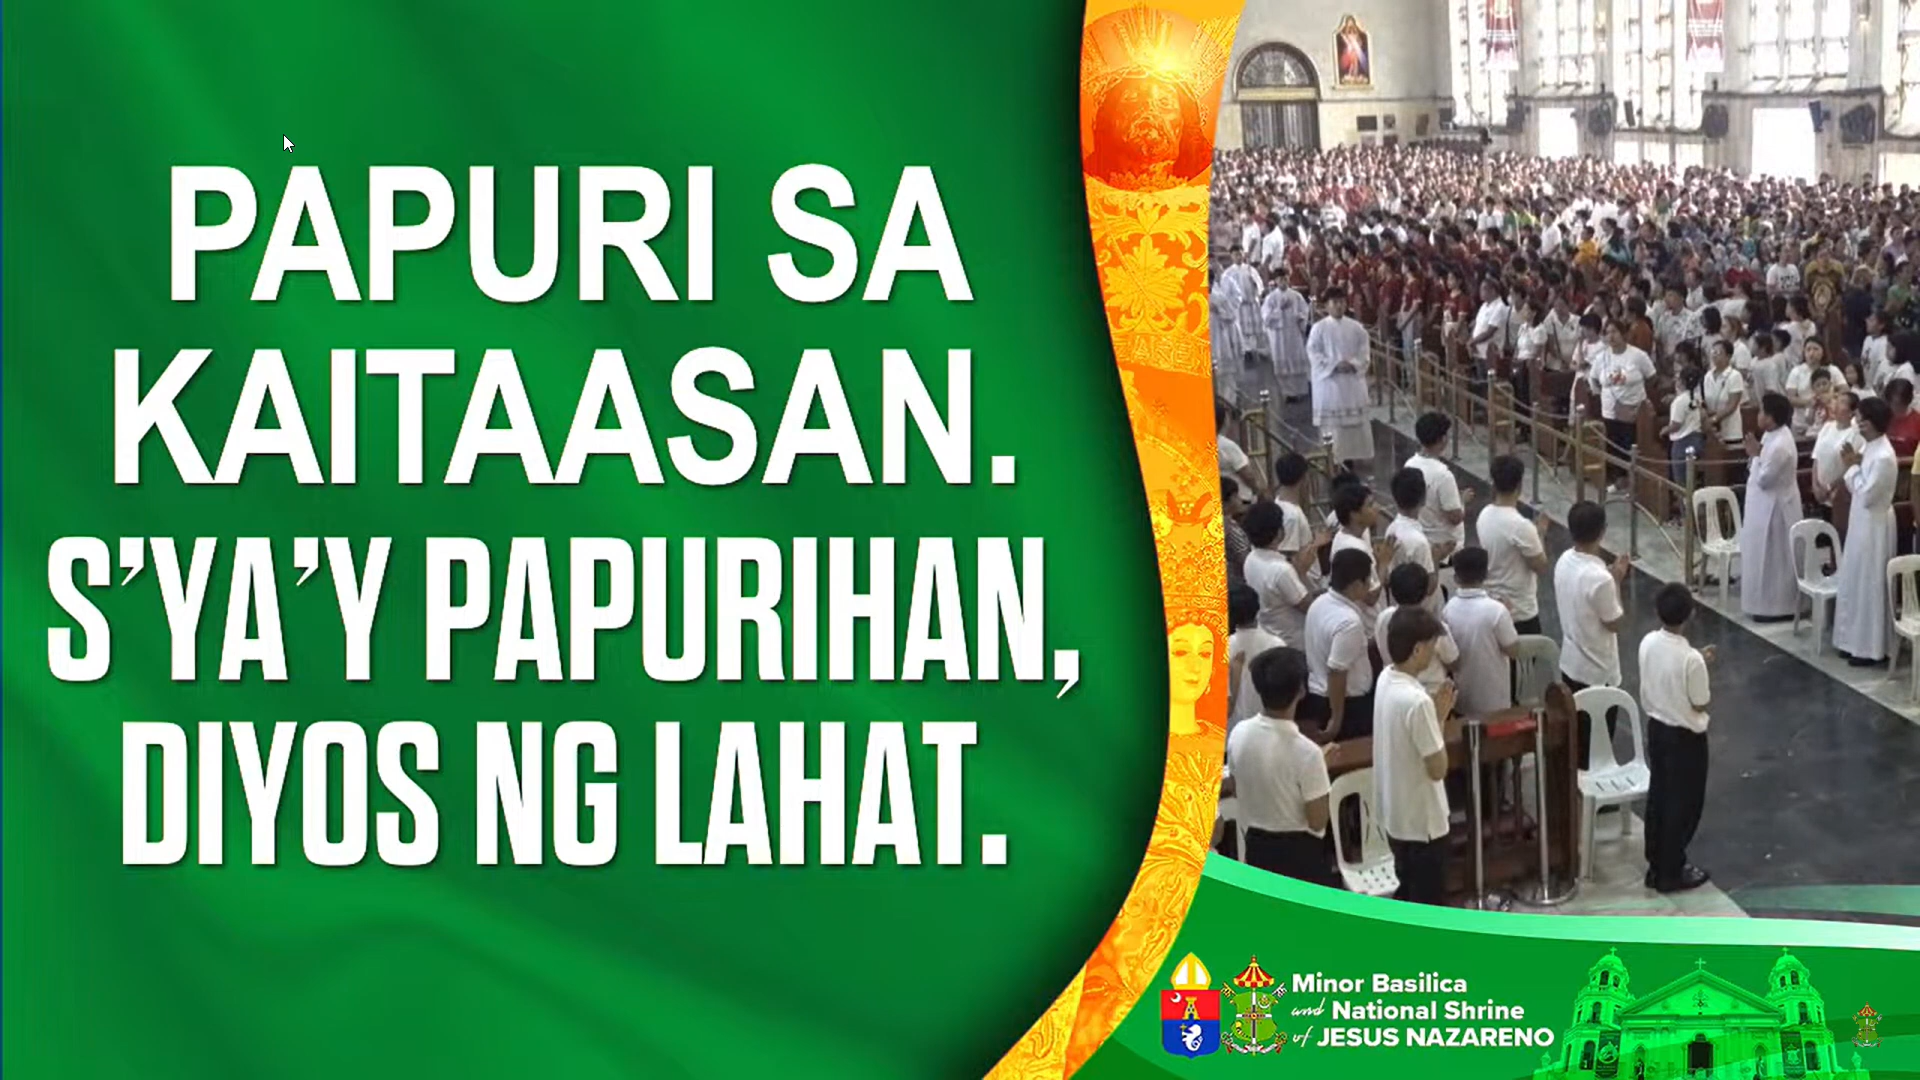 PAPURI SA
KAITAASAN.
S'YA'Y PAPURIHAN,
DIYOS NG LAHAT.
Minor Basilica
and National Shrine
of JESUS NAZARENO